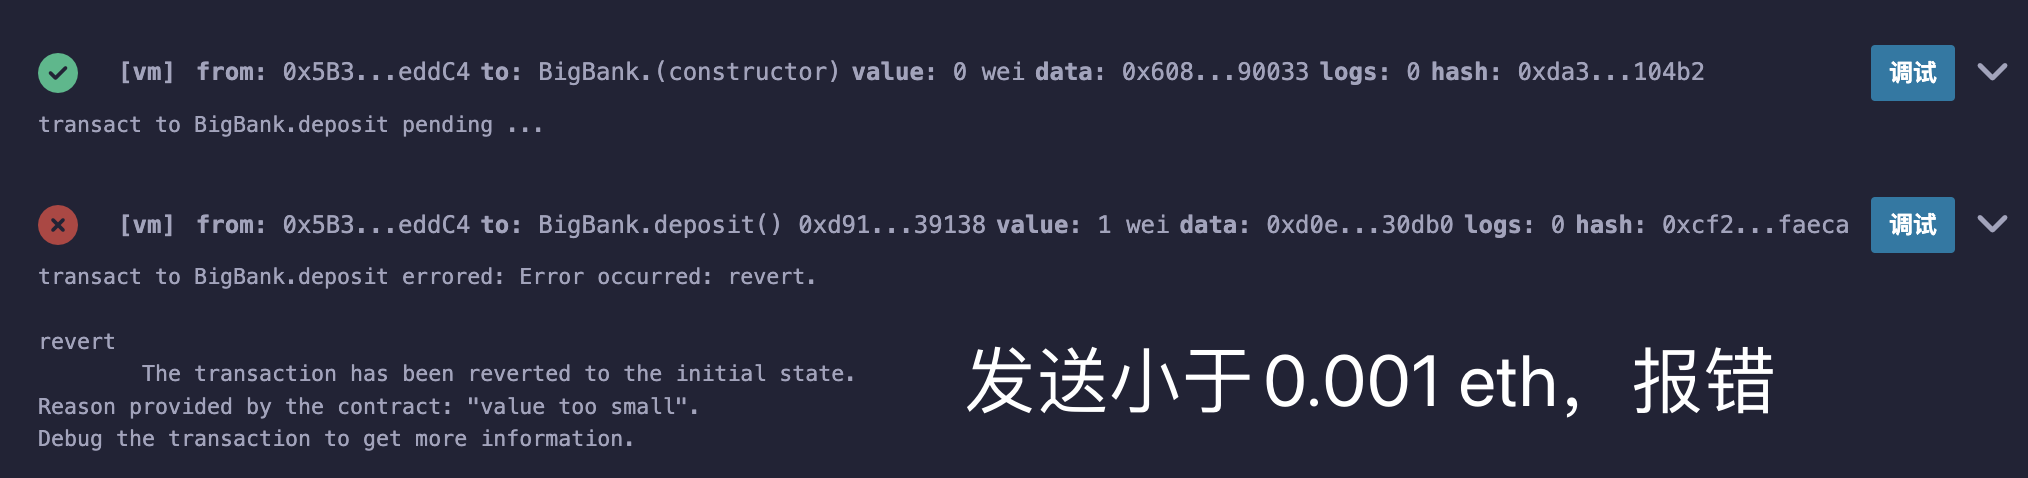 [vm] from: 0x5B3...eddC4 to: BigBank.(constructor) value: 0 wei data: 0x608...90033 logs: 0 hash: 0xda3...104b2 调试
transact to BigBank.deposit pending ...
[vm] from: 0x5B3...eddC4 to: BigBank.deposit() 0xd91...39138 value: 1 wei data: 0xd0e...30db0 logs: 0 hash: 0xcf2...faeca 调试
transact to BigBank.deposit errored: Error occurred: revert.
revert
The transaction has been reverted to the initial state.
Reason provided by the contract: "value too small".
Debug the transaction to get more information.
发送小于0.001 eth，报错